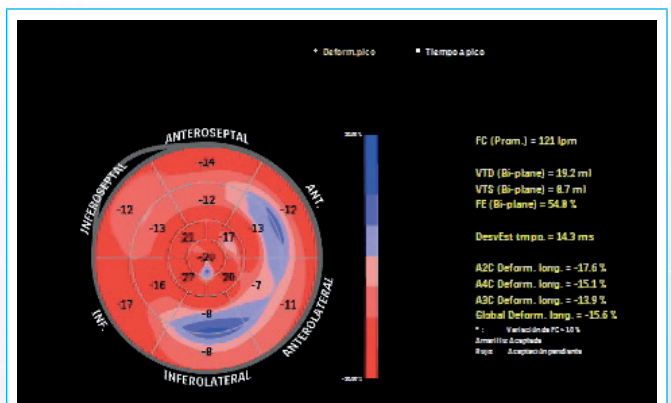 Deform.pico
Tiempo a pico
ANTEROSEPTAL
INFEROSEPTAL
ANT.
INF.
ANTEROLATERAL
INFEROLATERAL
-14
-12
-12
-12
-13
-13
21
-17
-20
-16
27
20
-7
-17
-11
-8
-8
FC (Prom.) = 121 lpm
VTD (Bi-plane) = 19.2 ml
VTS (Bi-plane) = 8.7 ml
FE (Bi-plane) = 54.8 %
DesvEst tmpo. = 14.3 ms
A2C Deform. long. = -17.6 %
A4C Deform. long. = -15.1 %
A3C Deform. long. = -13.9 %
Global Deform. long. = -15.6 %
* : Variación de FC > 10 %
Amarillo: Aceptada
Rojo: Aceptación pendiente